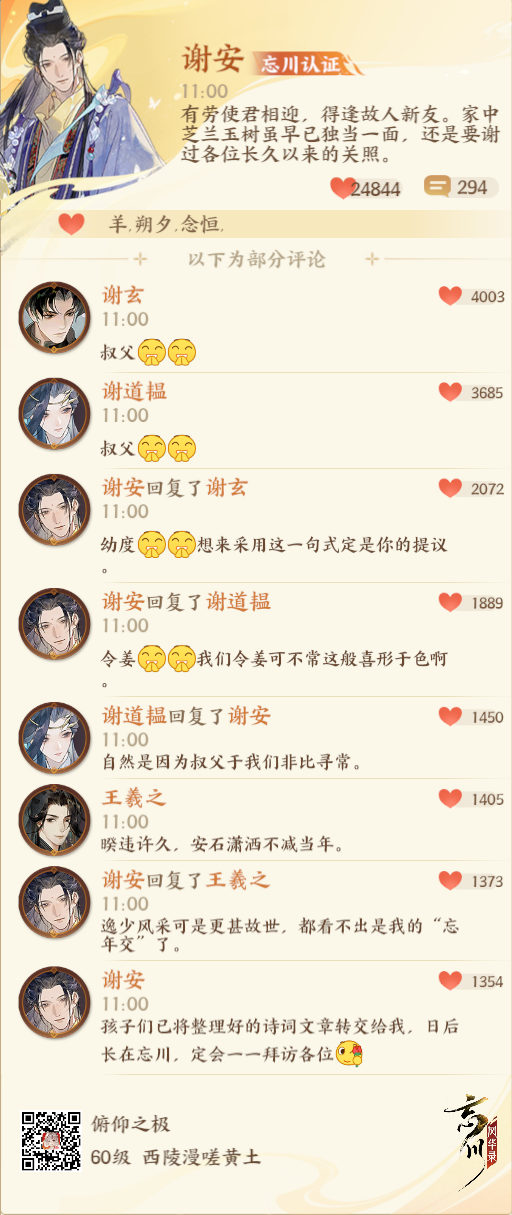 谢安 忘川认证
11:00
有劳使君相迎，得逢故人新友。家中
芝兰玉树虽早已独当一面，还是要谢
过各位长久以来的关照。
24844 294
羊,朔夕,念恒,
以下为部分评论
谢玄 4003
11:00
叔父
谢道韫 3685
11:00
叔父
谢安回复了谢玄 2072
11:00
幼度想来采用这一句式定是你的提议
。
谢安回复了谢道韫 1889
11:00
令姜我们令姜可不常这般喜形于色啊
。
谢道韫回复了谢安 1450
11:00
自然是因为叔父于我们非比寻常。
王羲之 1405
11:00
暌违许久，安石潇洒不减当年。
谢安回复了王羲之 1373
11:00
逸少风采可是更甚故世，都看不出是我的“忘
年交”了。
谢安 1354
11:00
孩子们已将整理好的诗词文章转交给我，日后
长在忘川，定会一一拜访各位
俯仰之极
60级 西陵漫嗟黄土
忘川
风华录